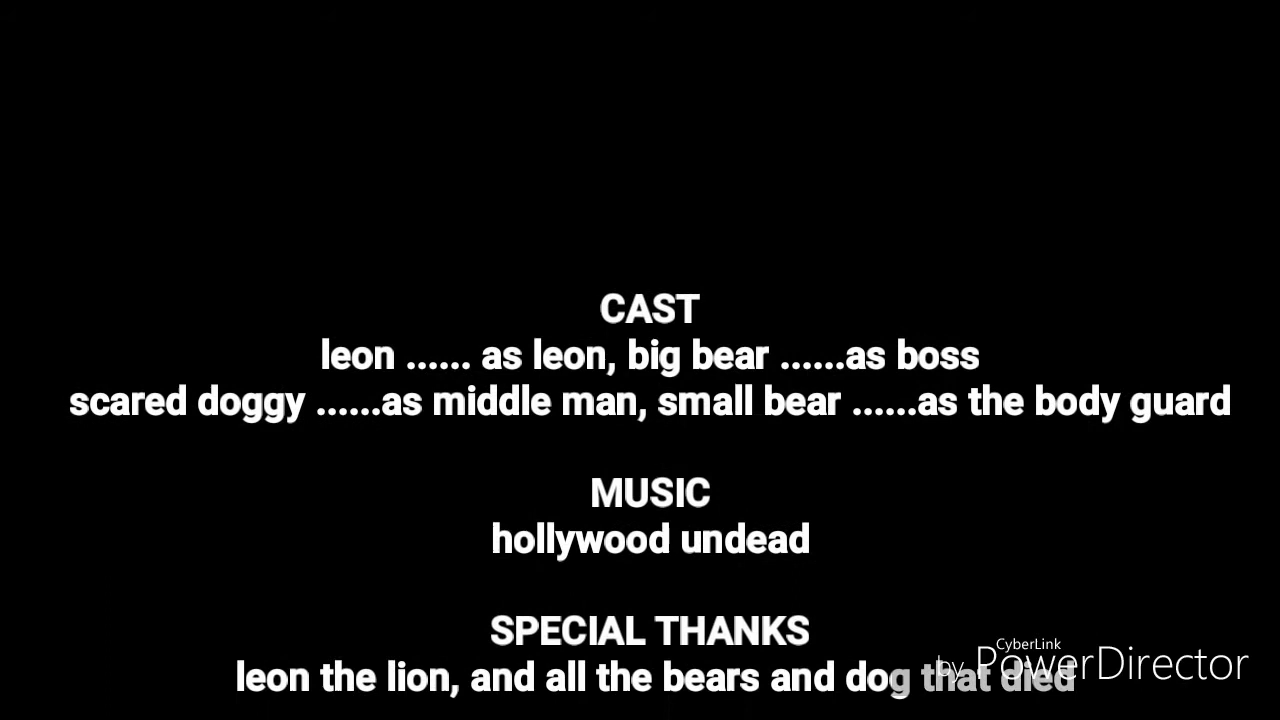 CAST
leon ...... as leon, big bear ......as boss
scared doggy ......as middle man, small bear ......as the body guard
MUSIC
hollywood undead
SPECIAL THANKS
leon the lion, and all the bears and dog that died
CyberLink
by PowerDirector